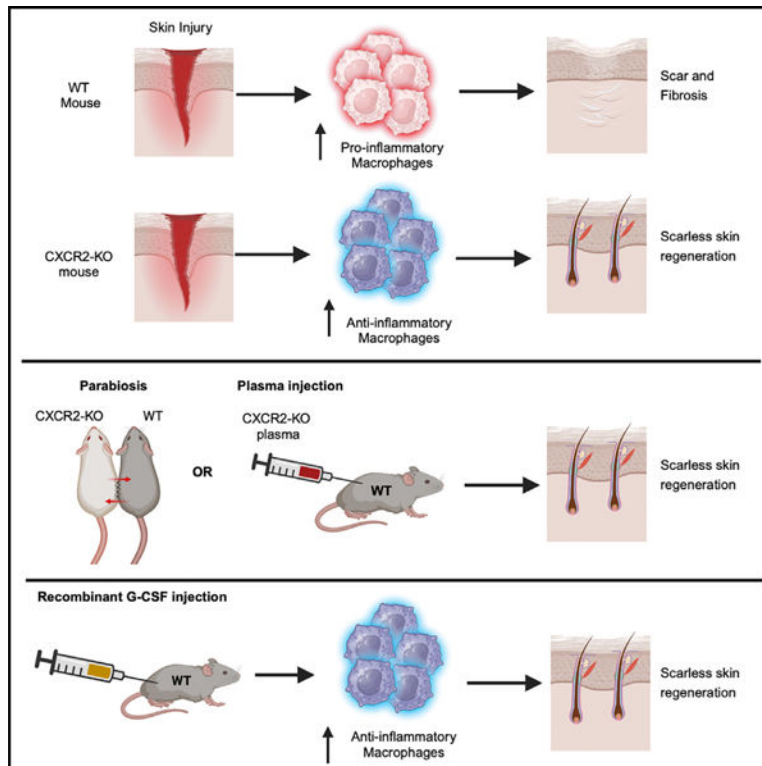 Skin Injury
WT
Mouse
Pro-inflammatory
Macrophages
Scar and
Fibrosis
CXCR2-KO
mouse
Anti-inflammatory
Macrophages
Scarless skin
regeneration
Parabiosis
CXCR2-KO WT
OR
Plasma injection
CXCR2-KO
plasma
WT
Scarless skin
regeneration
Recombinant G-CSF injection
WT
Anti-inflammatory
Macrophages
Scarless skin
regeneration